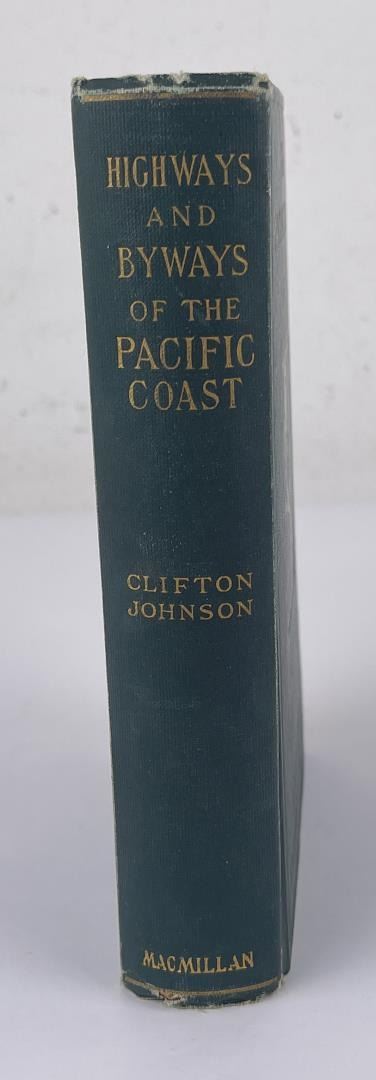 HIGHWAYS
AND
BYWAYS
OF THE
PACIFIC
COAST
CLIFTON
JOHNSON
MACMILLAN